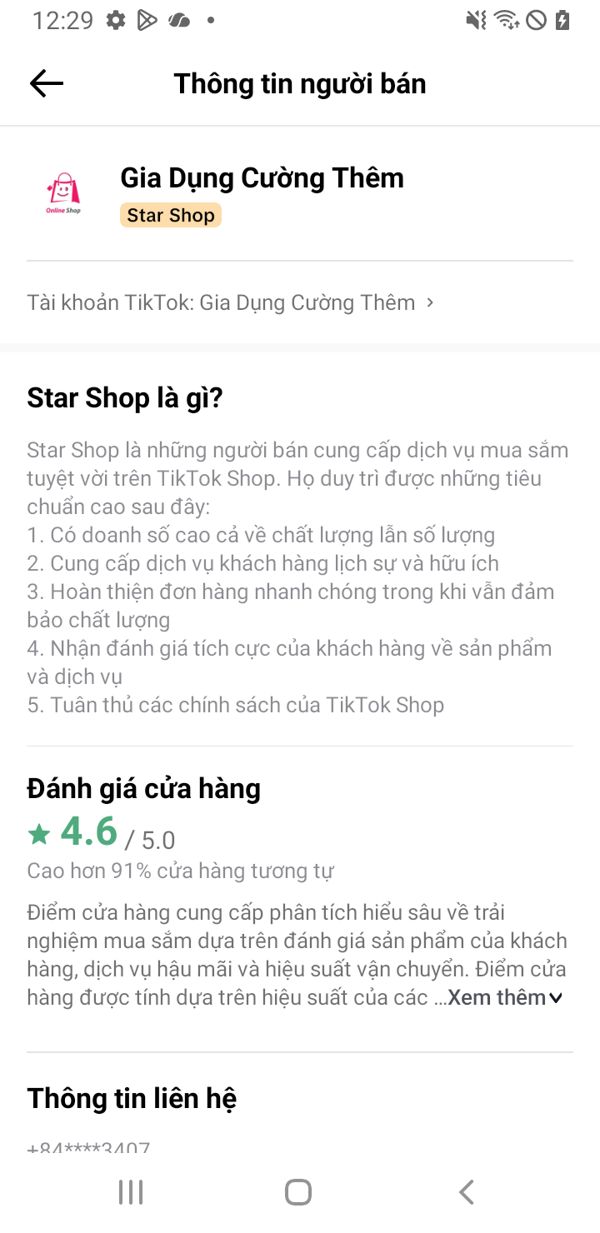 12:29
Thông tin người bán
Gia Dụng Cường Thêm
Online Shop
Star Shop
Tài khoản TikTok: Gia Dụng Cường Thêm
Star Shop là gì?
Star Shop là những người bán cung cấp dịch vụ mua sắm
tuyệt vời trên TikTok Shop. Họ duy trì được những tiêu
chuẩn cao sau đây:
1. Có doanh số cao cả về chất lượng lẫn số lượng
2. Cung cấp dịch vụ khách hàng lịch sự và hữu ích
3. Hoàn thiện đơn hàng nhanh chóng trong khi vẫn đảm
bảo chất lượng
4. Nhận đánh giá tích cực của khách hàng về sản phẩm
và dịch vụ
5. Tuân thủ các chính sách của TikTok Shop
Đánh giá cửa hàng
4.6 / 5.0
Cao hơn 91% cửa hàng tương tự
Điểm cửa hàng cung cấp phân tích hiểu sâu về trải
nghiệm mua sắm dựa trên đánh giá sản phẩm của khách
hàng, dịch vụ hậu mãi và hiệu suất vận chuyển. Điểm cửa
hàng được tính dựa trên hiệu suất của các ...Xem thêm
Thông tin liên hệ
+84****3407